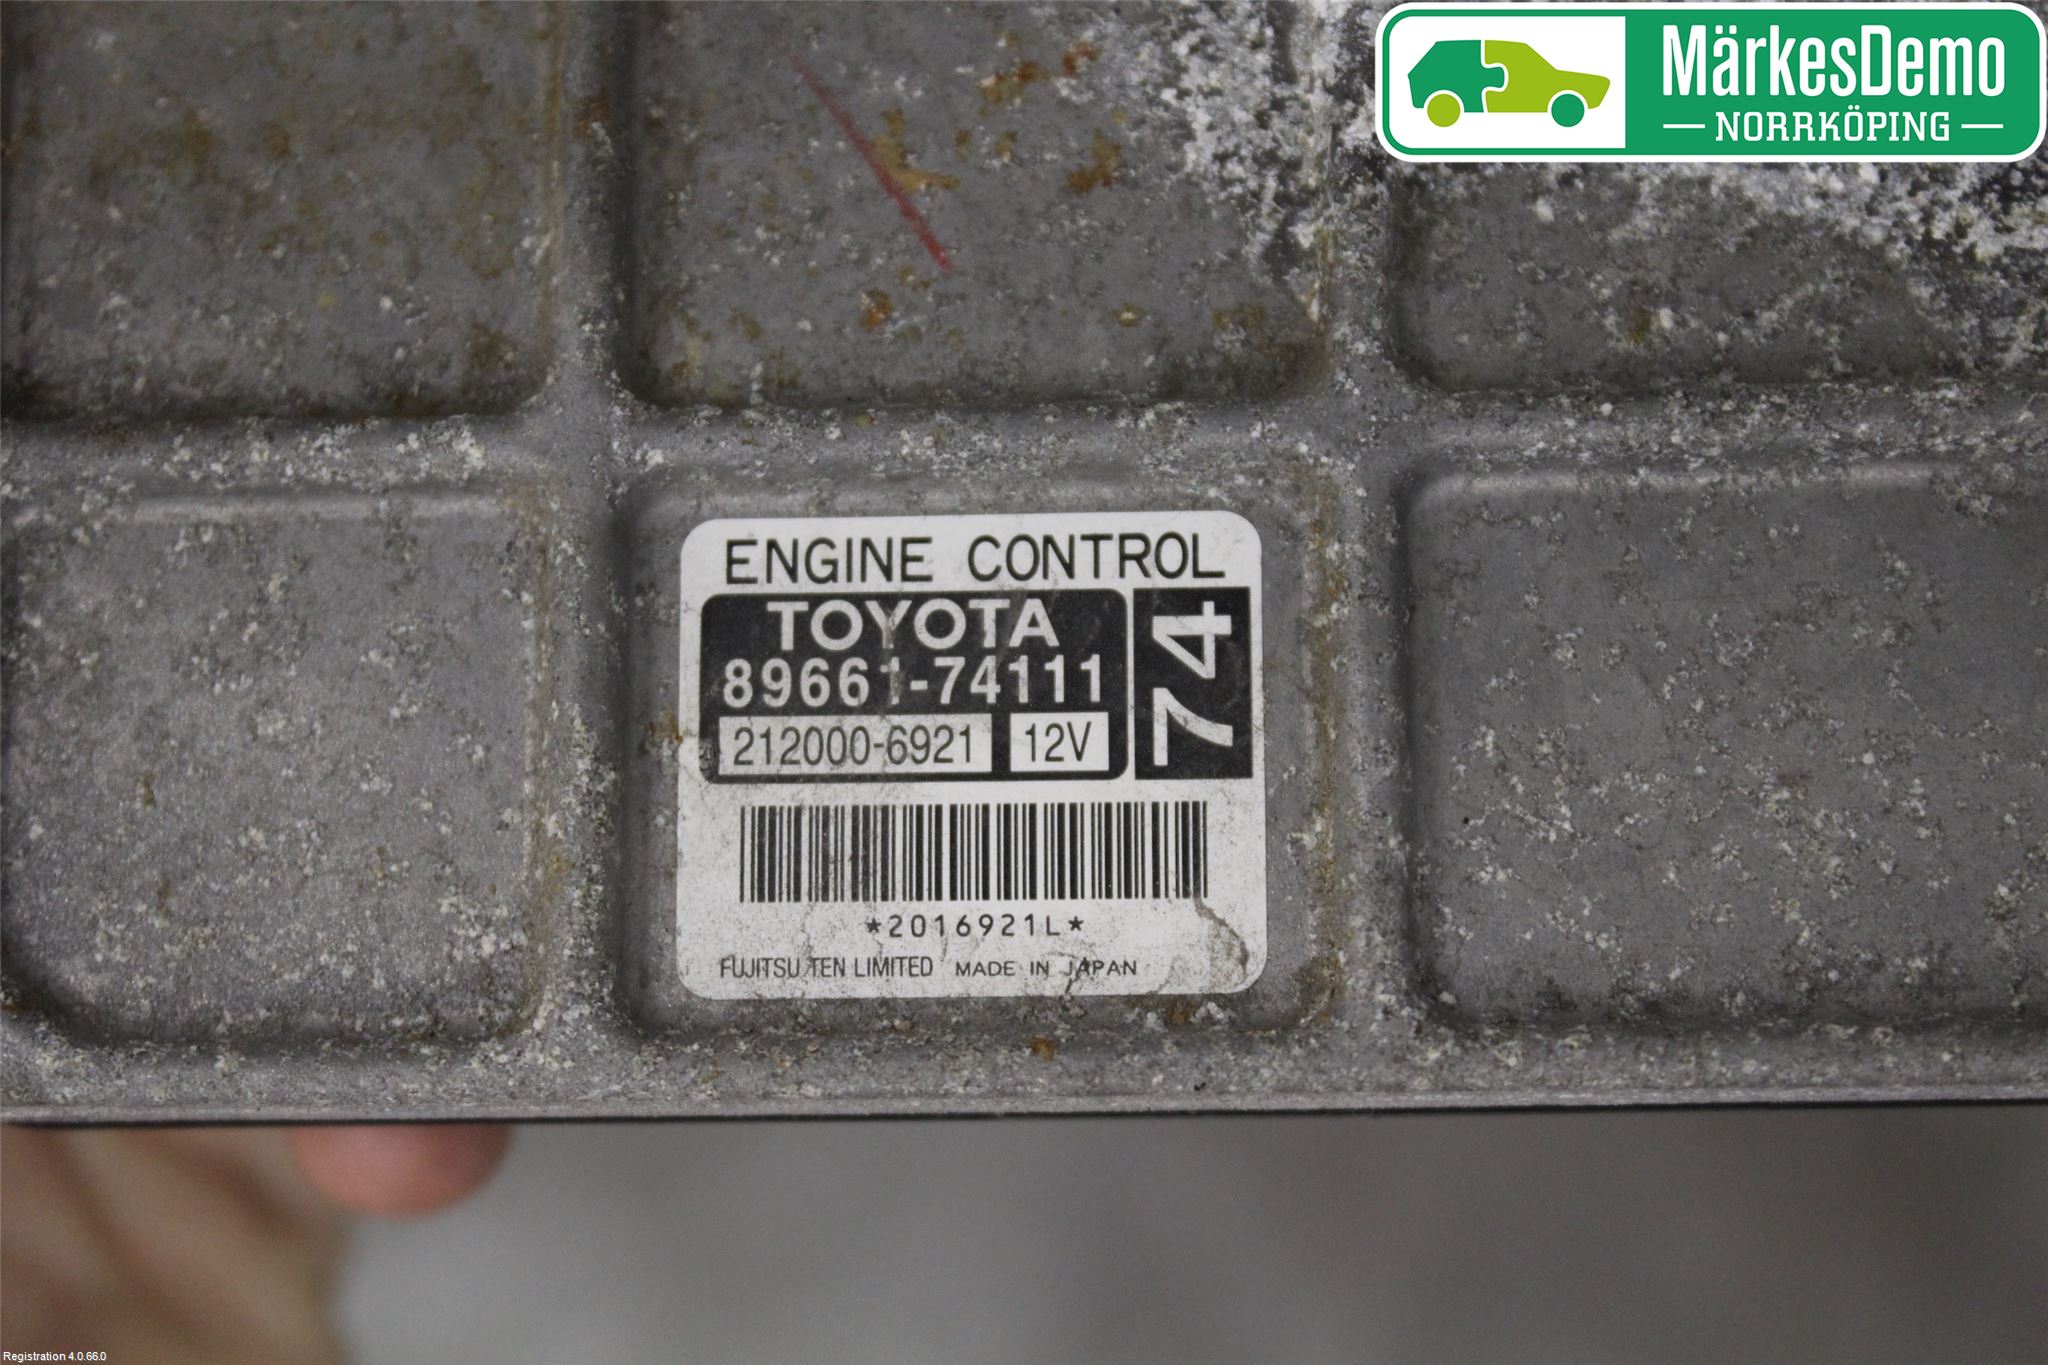 MärkesDemo
NORRKÖPING
ENGINE CONTROL
TOYOTA
89661-74111
212000-6921 12V
74
*2016921L*
FUJITSU TEN LIMITED MADE IN JAPAN
Registration 4.0.66.0